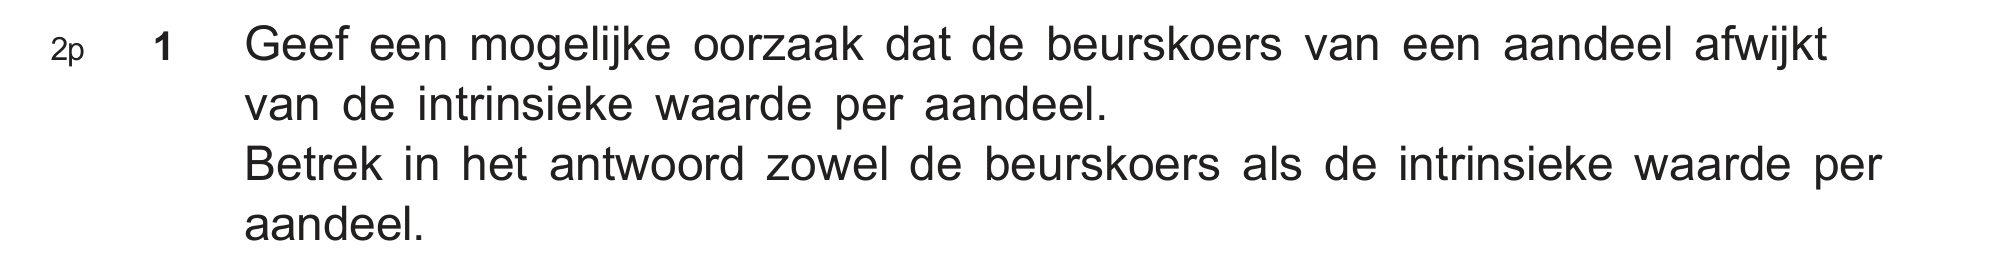 2p 1 Geef een mogelijke oorzaak dat de beurskoers van een aandeel afwijkt
van de intrinsieke waarde per aandeel.
Betrek in het antwoord zowel de beurskoers als de intrinsieke waarde per
aandeel.